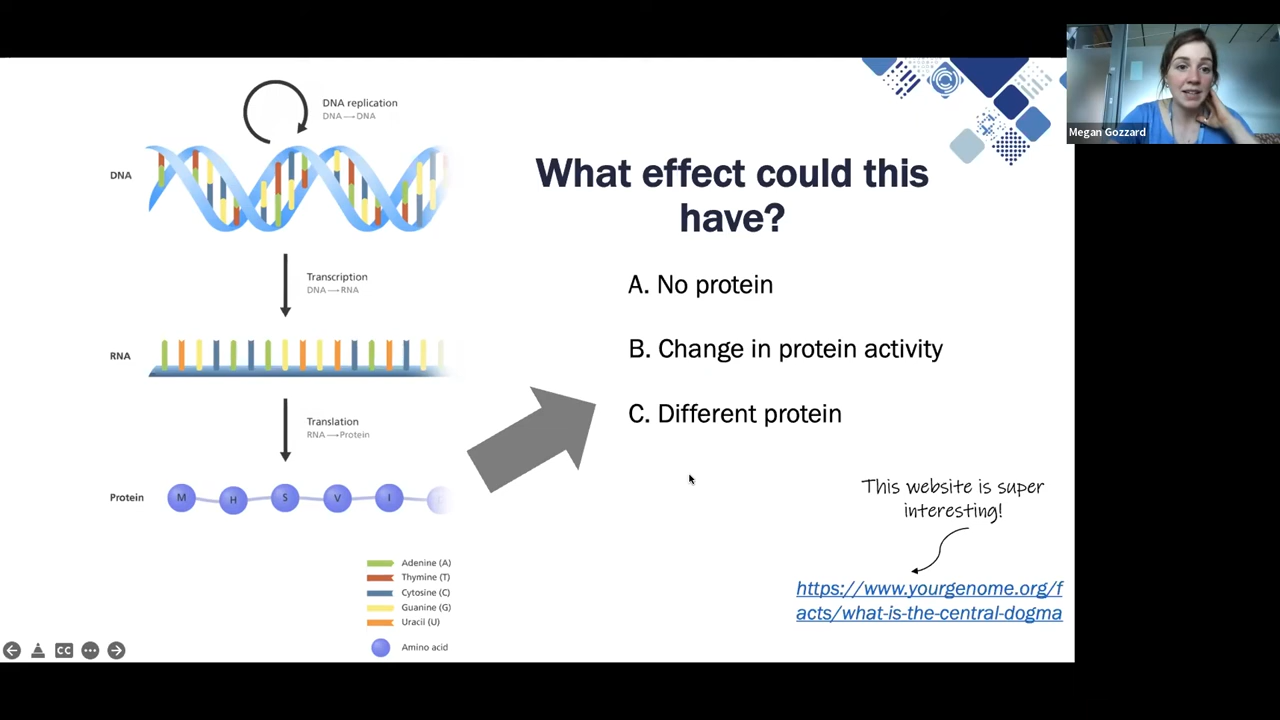 DNA replication
DNA → DNA
DNA
Transcription
DNA → RNA
RNA
Translation
RNA → Protein
Protein
M H S V I
Adenine (A)
Thymine (T)
Cytosine (C)
Guanine (G)
Uracil (U)
Amino acid
What effect could this
have?
A. No protein
B. Change in protein activity
C. Different protein
This website is super
interesting!
https://www.yourgenome.org/f
acts/what-is-the-central-dogma
CC
Megan Gozzard